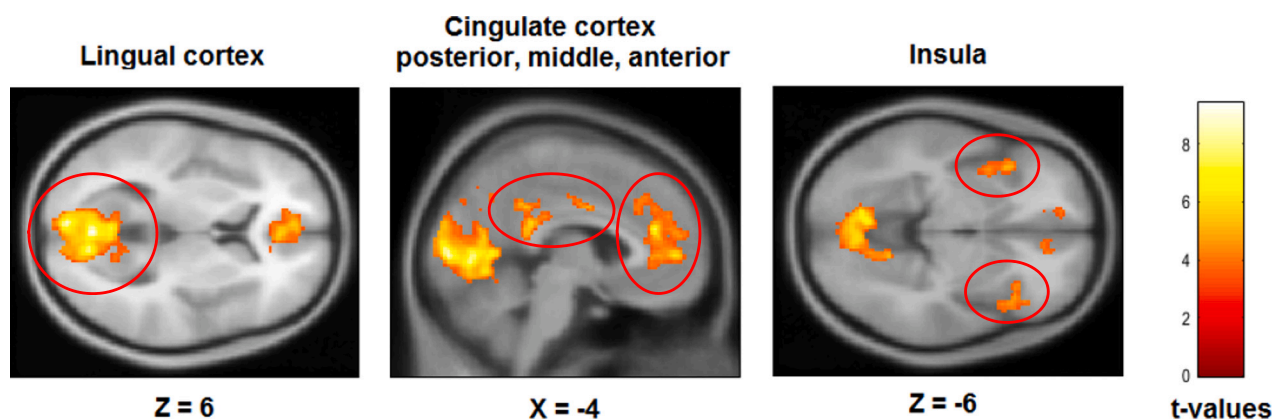 Lingual cortex
Cingulate cortex
posterior, middle, anterior
Insula
8
6
4
2
0
Z = 6
X = -4
Z = -6
t-values